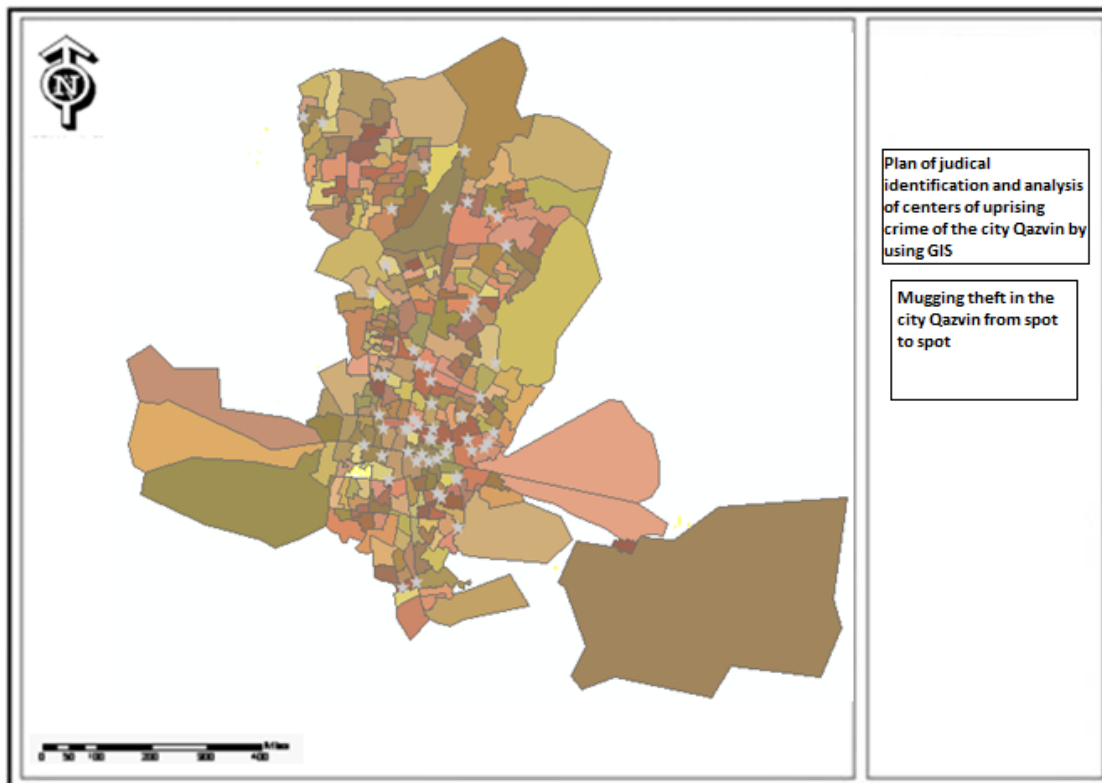 N
Plan of judical
identification and analysis
of centers of uprising
crime of the city Qazvin by
using GIS
Mugging theft in the
city Qazvin from spot
to spot
Miles
0 50 100 200 300 400